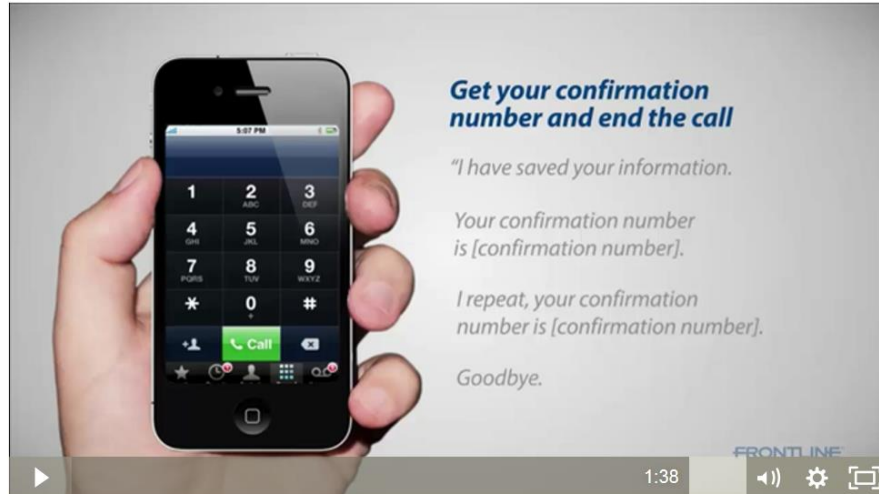 Get your confirmation
number and end the call
"I have saved your information.
Your confirmation number
is [confirmation number].
I repeat, your confirmation
number is [confirmation number].
Goodbye.
5:07 PM
1 2 3
ABC DEF
4 5 6
GHI JKL MNO
7 8 9
PQRS TUV WXYZ
* 0 #
+
Call
FRONTLINE
1:38